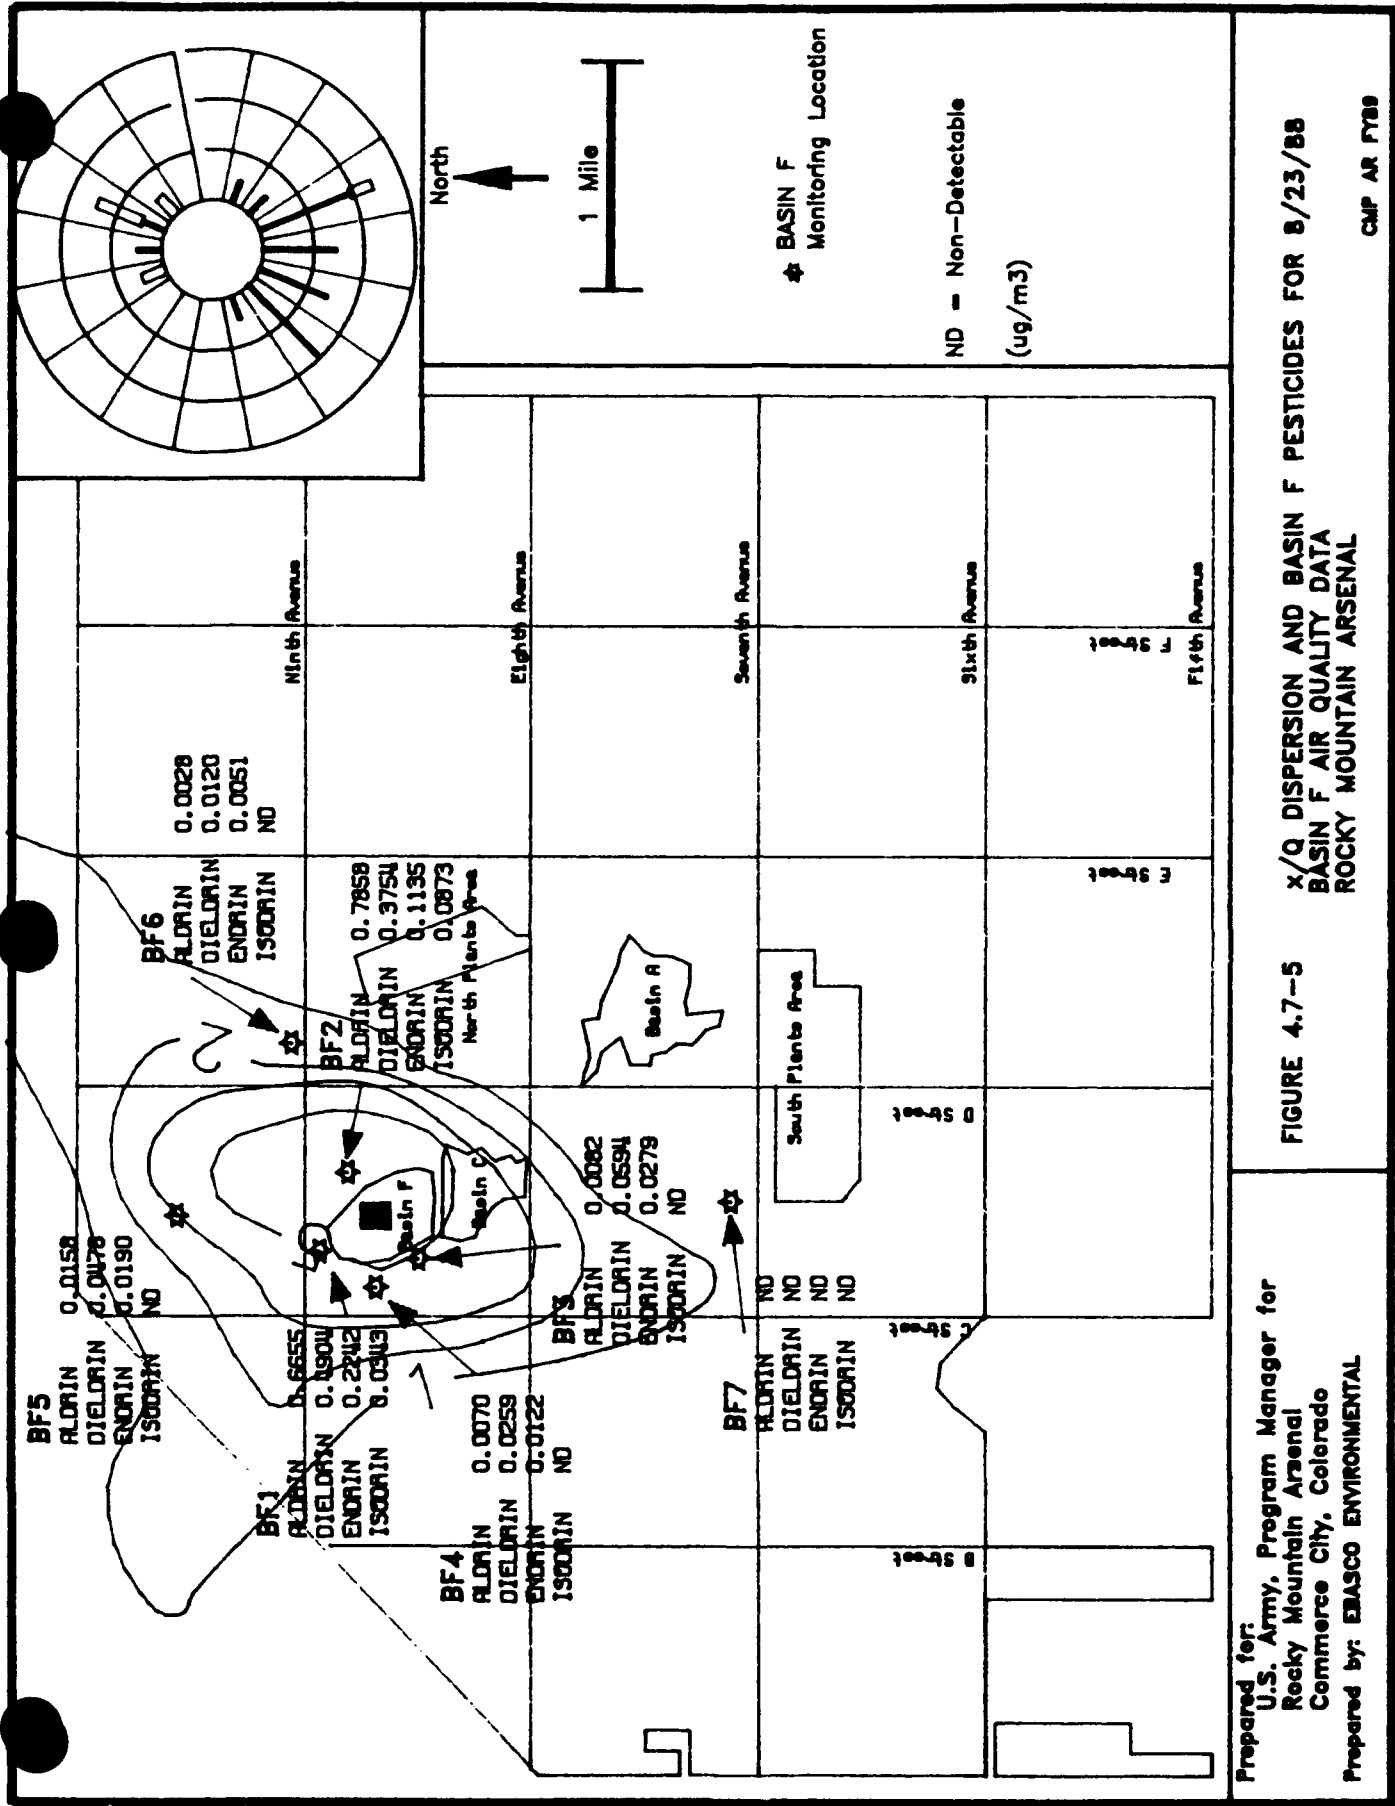 BF5
ALDRIN 0.0158
DIELDRIN 0.0478
ENDRIN 0.0190
ISODRIN ND
BF6
ALDRIN 0.0028
DIELDRIN 0.0120
ENDRIN 0.0051
ISODRIN ND
BF1
ALDRIN 0.6655
DIELDRIN
ENDRIN 0.2242
ISODRIN 0.0343
BF2
ALDRIN 0.7858
DIELDRIN 0.3754
ENDRIN 0.1135
ISODRIN 0.0873
BF4
ALDRIN 0.0070
DIELDRIN 0.0259
ENDRIN 0.0122
ISODRIN ND
BF3
ALDRIN 0.0082
DIELDRIN 0.0594
ENDRIN 0.0279
ISODRIN ND
BF7
ALDRIN ND
DIELDRIN ND
ENDRIN ND
ISODRIN ND
Basin F
Basin C
North Plants Area
Basin A
South Plants Area
Ninth Avenue
Eighth Avenue
Seventh Avenue
Sixth Avenue
Fifth Avenue
B Street
C Street
D Street
E Street
F Street
North
1 Mile
BASIN F
Monitoring Location
ND = Non-Detectable
(ug/m3)
Prepared for:
U.S. Army, Program Manager for
Rocky Mountain Arsenal
Commerce City, Colorado
Prepared by: EBASCO ENVIRONMENTAL
FIGURE 4.7-5 x/Q DISPERSION AND BASIN F PESTICIDES FOR 8/23/88
BASIN F AIR QUALITY DATA
ROCKY MOUNTAIN ARSENAL
CMP AR FY89